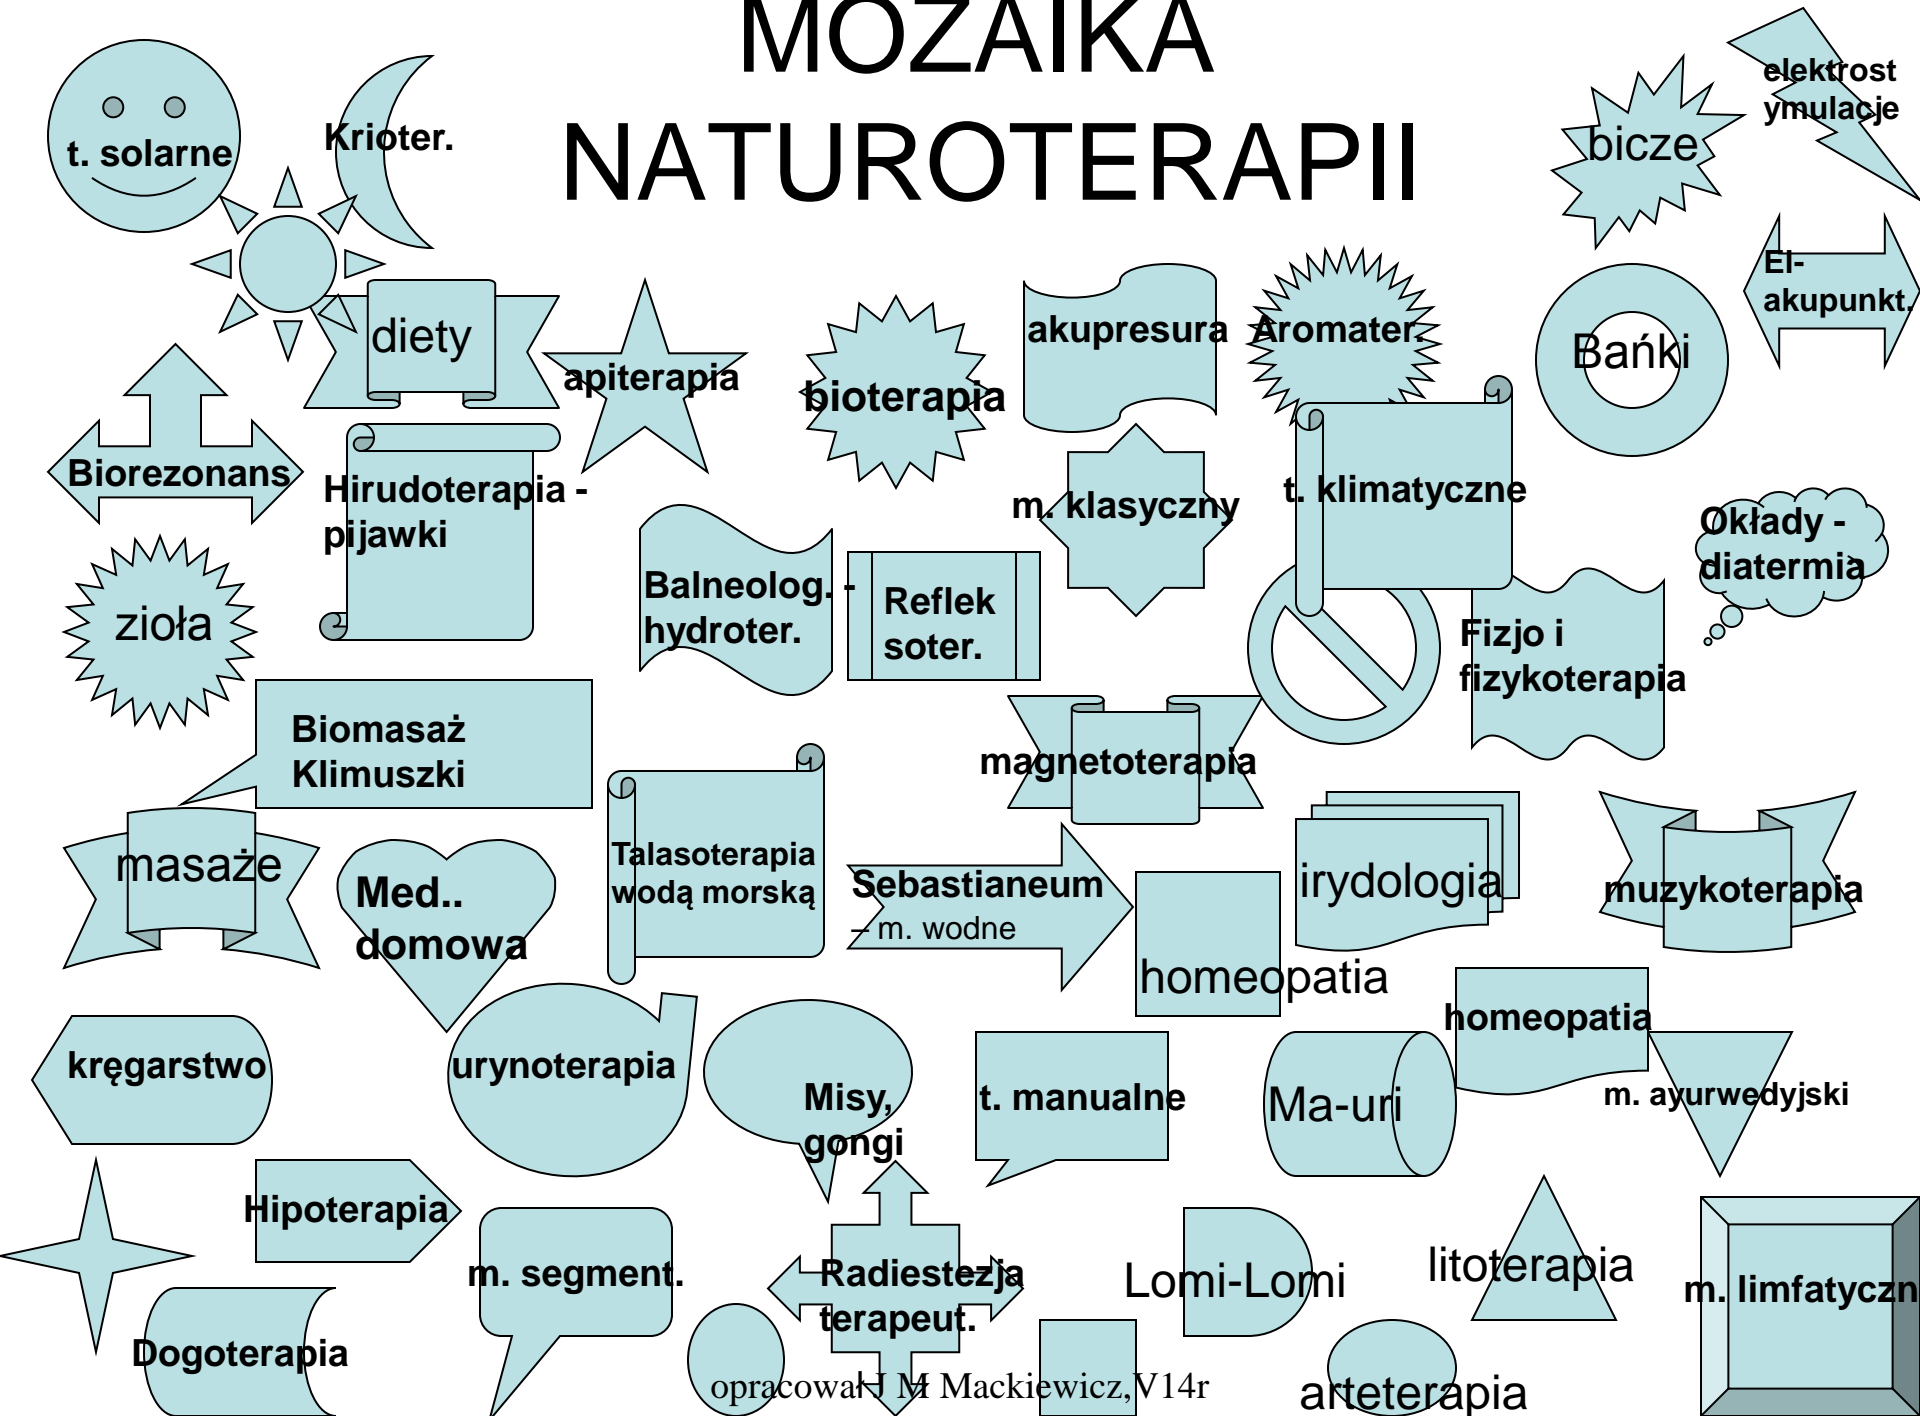 MOZAIKA
NATUROTERAPII
t. solarne
Krioter.
bicze
elektrost
ymulacje
El-
akupunkt.
diety
apiterapia
bioterapia
akupresura
Aromater.
Bańki
Biorezonans
Hirudoterapia -
pijawki
m. klasyczny
t. klimatyczne
Okłady -
diatermia
zioła
Balneolog. -
hydroter.
Reflek
soter.
Fizjo i
fizykoterapia
Biomasaż
Klimuszki
magnetoterapia
masaże
Med..
domowa
Talasoterapia
wodą morską
Sebastianeum
– m. wodne
irydologia
muzykoterapia
homeopatia
homeopatia
kręgarstwo
urynoterapia
Misy,
gongi
t. manualne
Ma-uri
m. ayurwedyjski
Hipoterapia
m. segment.
Radiestezja
terapeut.
Lomi-Lomi
litoterapia
m. limfatyczn
Dogoterapia
arteterapia
opracował J M Mackiewicz,V14r